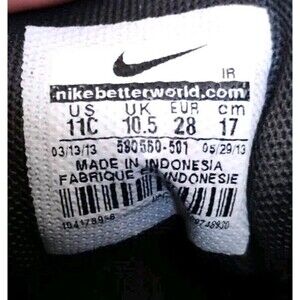 IR
nikebetterworld.com
US UK EUR cm
11C 10.5 28 17
03/13/13 580560-501 05/29/13
MADE IN INDONESIA
FABRIQUE EN INDONESIE